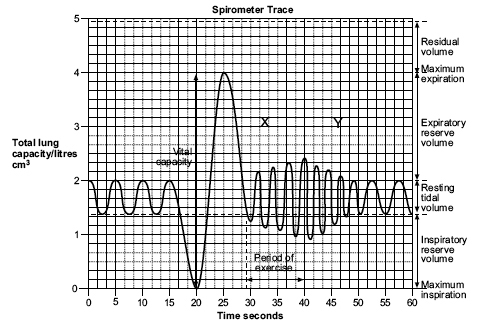 Spirometer Trace
5
4
3
2
1
0
Total lung
capacity/litres
cm3
Vital
capacity
X
Y
Period of
exercise
Residual
volume
Maximum
expiration
Expiratory
reserve
volume
Resting
tidal
volume
Inspiratory
reserve
volume
Maximum
inspiration
0 5 10 15 20 25 30 35 40 45 50 55 60
Time seconds